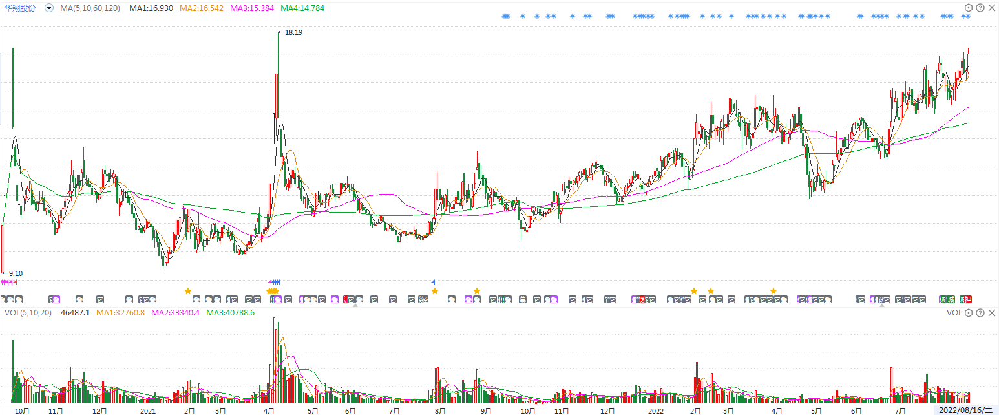 华翔股份 MA(5,10,60,120) MA1:16.930 MA2:16.542 MA3:15.384 MA4:14.784
18.19
9.10
VOL(5,10,20) 46487.1 MA1:32760.8 MA2:33340.4 MA3:40788.6 VOL
10月 11月 12月 2021 2月 3月 4月 5月 6月 7月 8月 9月 10月 11月 12月 2022 2月 3月 4月 5月 6月 7月 2022/08/16/二